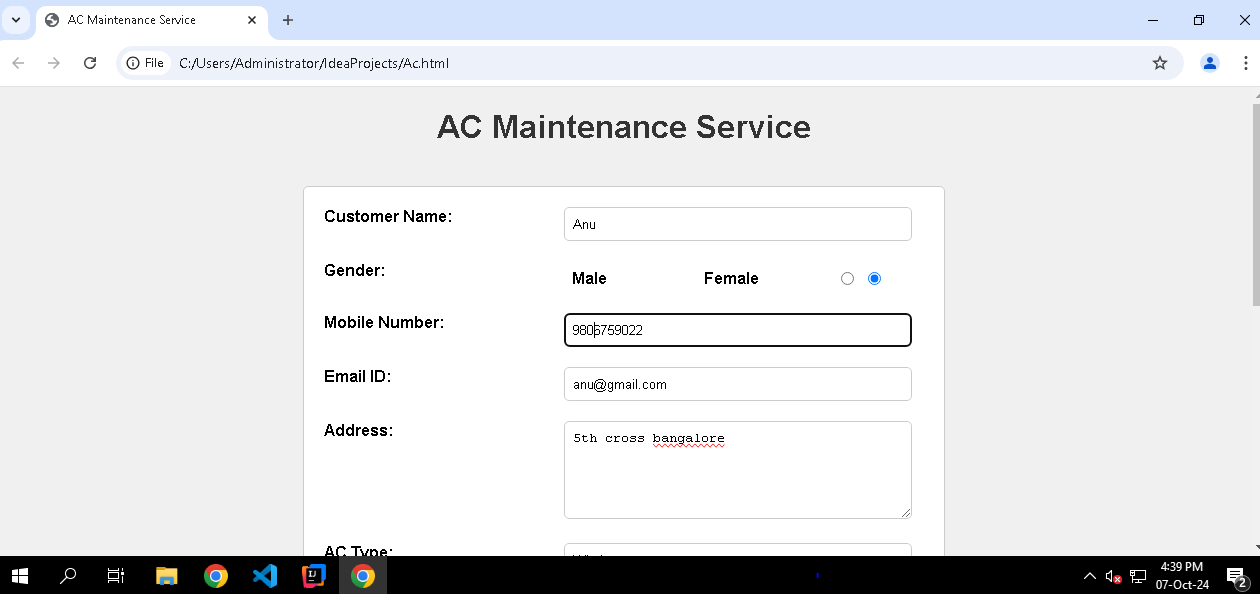 AC Maintenance Service
File C:/Users/Administrator/IdeaProjects/Ac.html
AC Maintenance Service
Customer Name: Anu
Gender: Male Female
Mobile Number: 9806759022
Email ID: anu@gmail.com
Address: 5th cross bangalore
AC Type:
4:39 PM
07-Oct-24
2